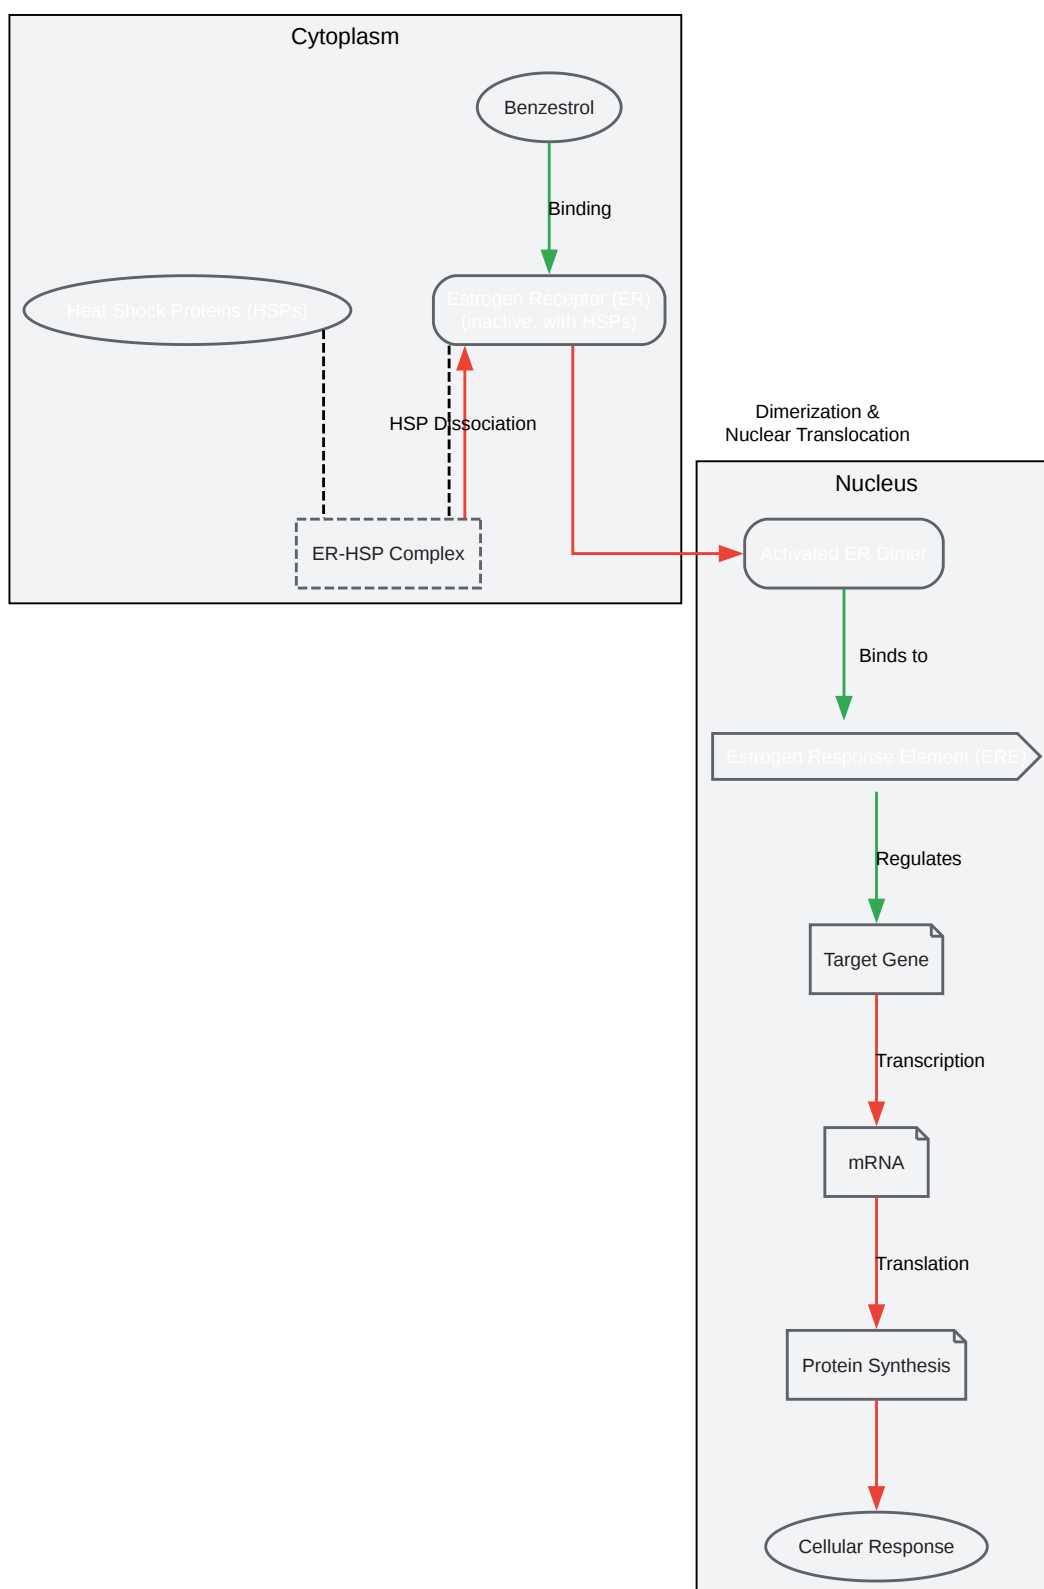 Cytoplasm
Benzestrol
Binding
Heat Shock Proteins (HSPs)
Estrogen Receptor (ER)
(inactive, with HSPs)
HSP Dissociation
ER-HSP Complex
Dimerization &
Nuclear Translocation
Nucleus
Activated ER Dimer
Binds to
Estrogen Response Element (ERE)
Regulates
Target Gene
Transcription
mRNA
Translation
Protein Synthesis
Cellular Response